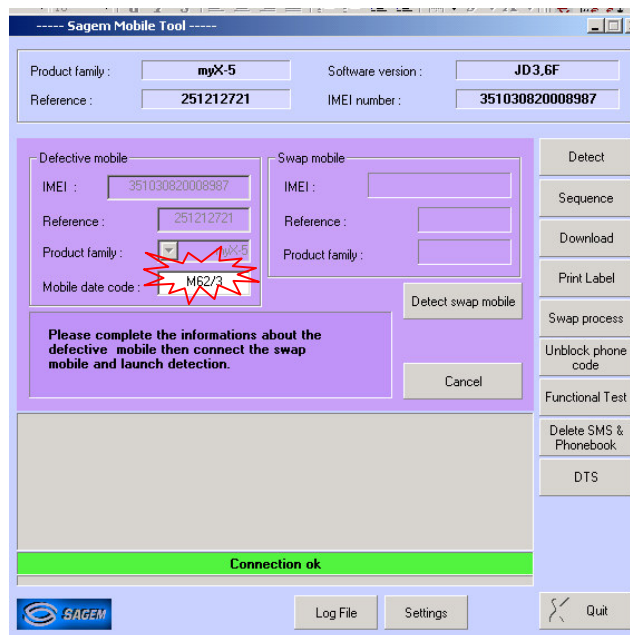 ----- Sagem Mobile Tool -----
Product family : myX-5 Software version : JD3,6F
Reference : 251212721 IMEI number : 351030820008987
Defective mobile
IMEI : 351030820008987
Reference : 251212721
Product family : myX-5
Mobile date code : M62/3
Swap mobile
IMEI :
Reference :
Product family :
Detect swap mobile
Please complete the informations about the
defective mobile then connect the swap
mobile and launch detection.
Cancel
Detect
Sequence
Download
Print Label
Swap process
Unblock phone
code
Functional Test
Delete SMS &
Phonebook
DTS
Connection ok
SAGEM
Log File
Settings
Quit